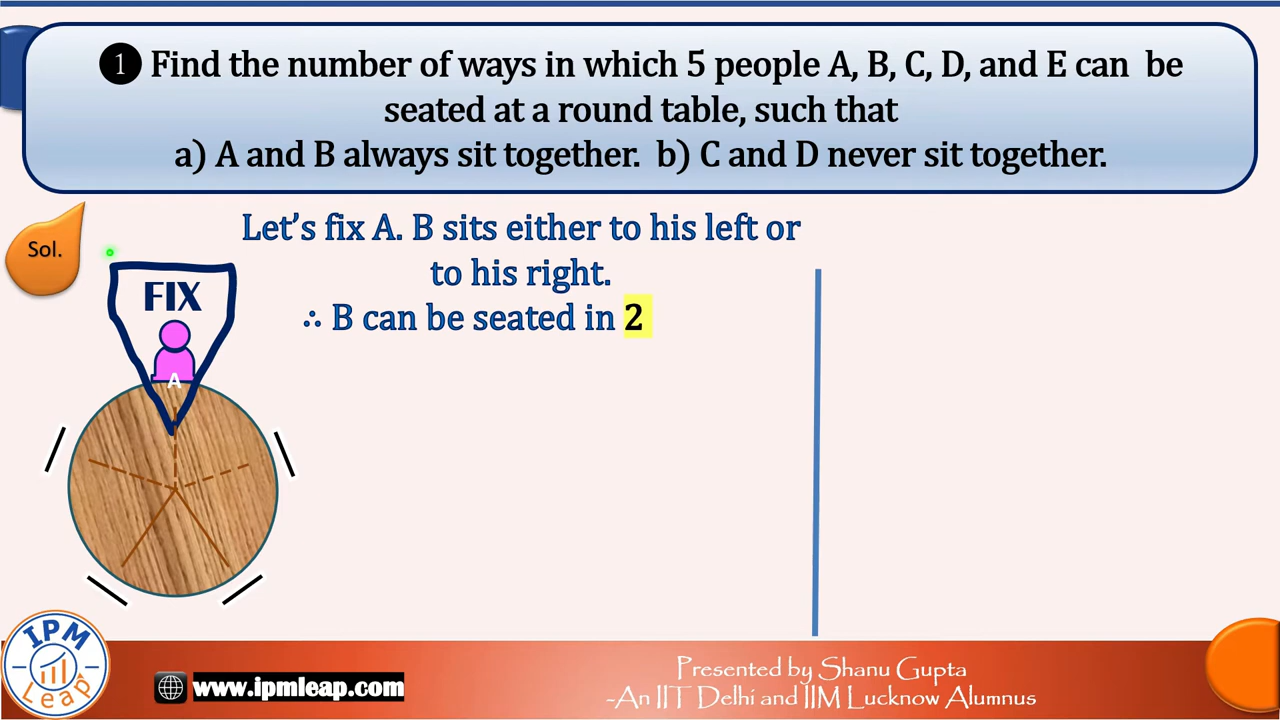 1 Find the number of ways in which 5 people A, B, C, D, and E can be
seated at a round table, such that
a) A and B always sit together. b) C and D never sit together.
Sol.
Let's fix A. B sits either to his left or
to his right.
∴ B can be seated in 2
FIX
A
IPM
Leap
www.ipmleap.com
Presented by Shanu Gupta
-An IIT Delhi and IIM Lucknow Alumnus